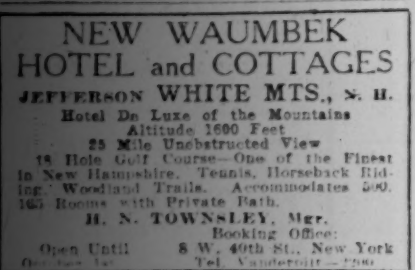 NEW WAUMBEK
HOTEL and COTTAGES
JEFFERSON WHITE MTS., N. H.
Hotel De Luxe of the Mountains
Altitude 1600 Feet
25 Mile Unobstructed View
18 Hole Golf Course—One of the Finest
in New Hampshire. Tennis, Horseback Rid-
ing, Woodland Trails. Accommodates 500.
165 Rooms with Private Bath.
H. N. TOWNSLEY, Mgr.
Booking Office:
Open Until 8 W. 40th St., New York
Tel. Vanderbilt